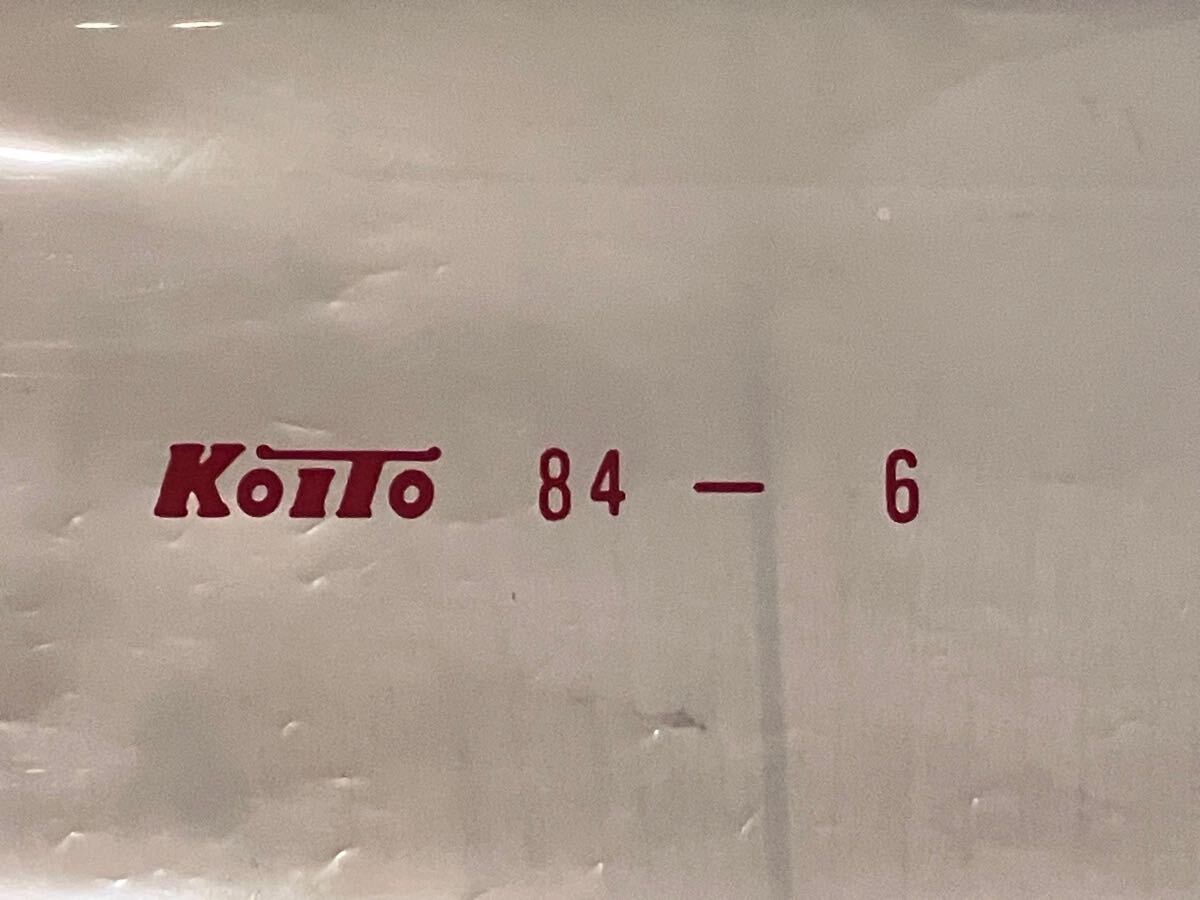 KOITO 84 — 6